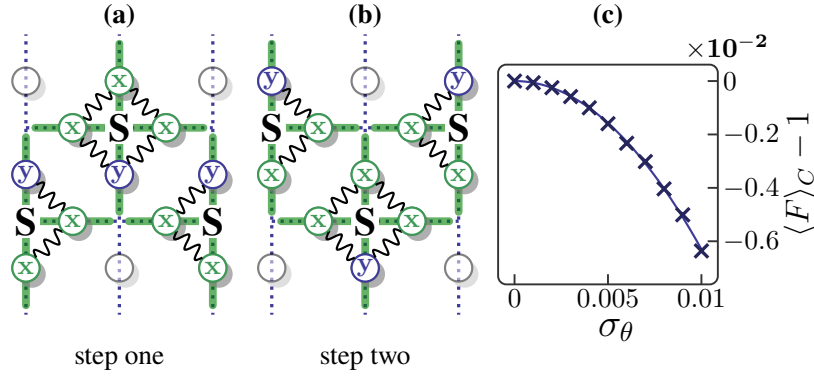 (a) (b) (c)
x y y
x S x S x x S
y y y x x x
S x x S x S x
x x y
step one step two
×10⁻²
0
−0.2
−0.4
−0.6
⟨F⟩_C − 1
0 0.005 0.01
σ_θ